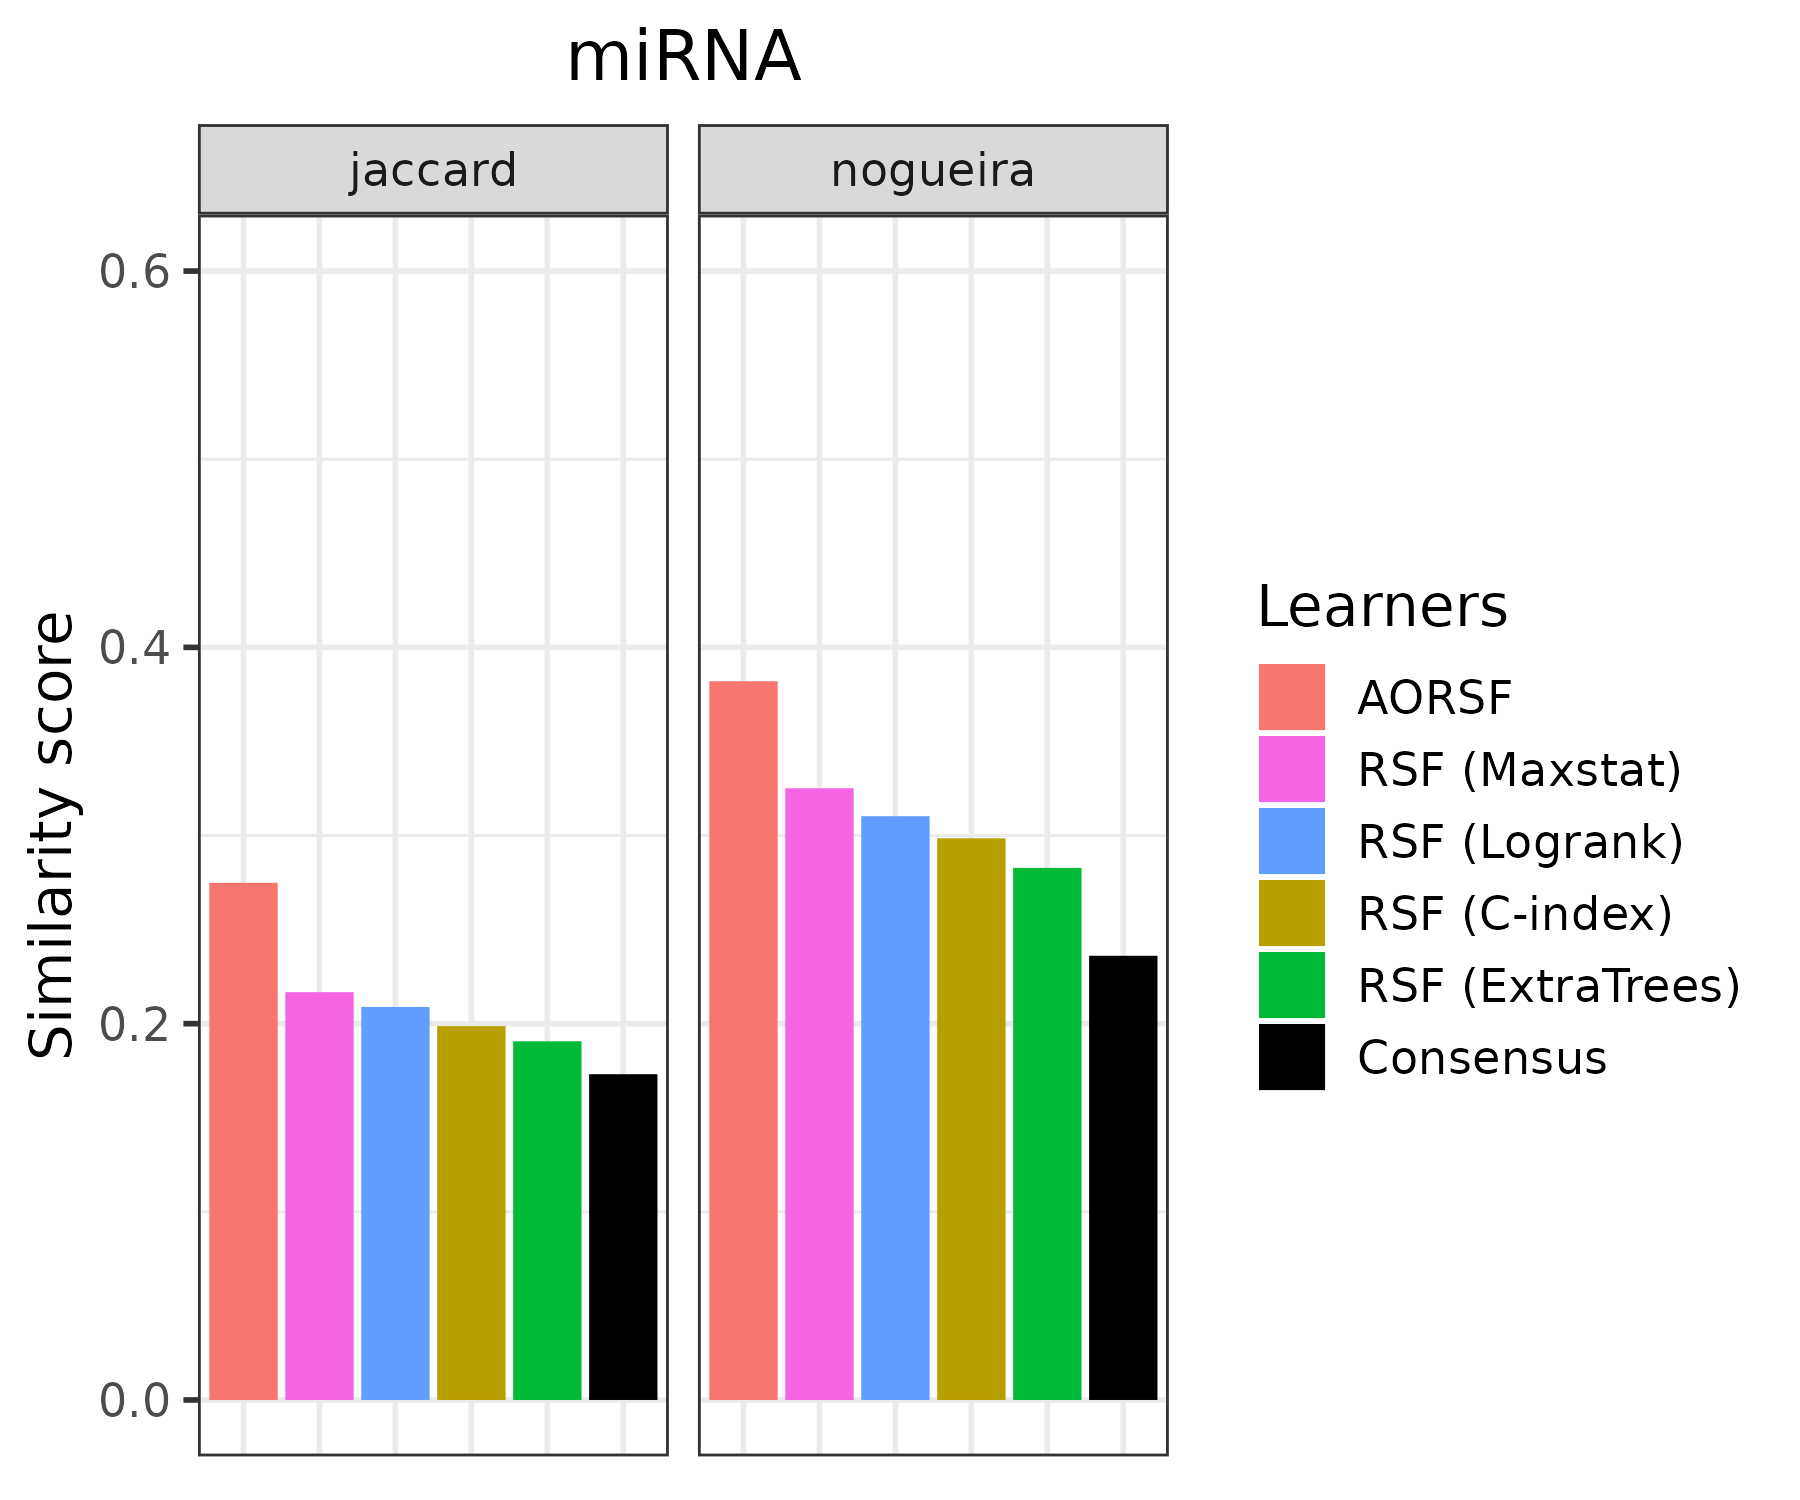 miRNA
jaccard
nogueira
Similarity score
0.6
0.4
0.2
0.0
Learners
AORSF
RSF (Maxstat)
RSF (Logrank)
RSF (C-index)
RSF (ExtraTrees)
Consensus